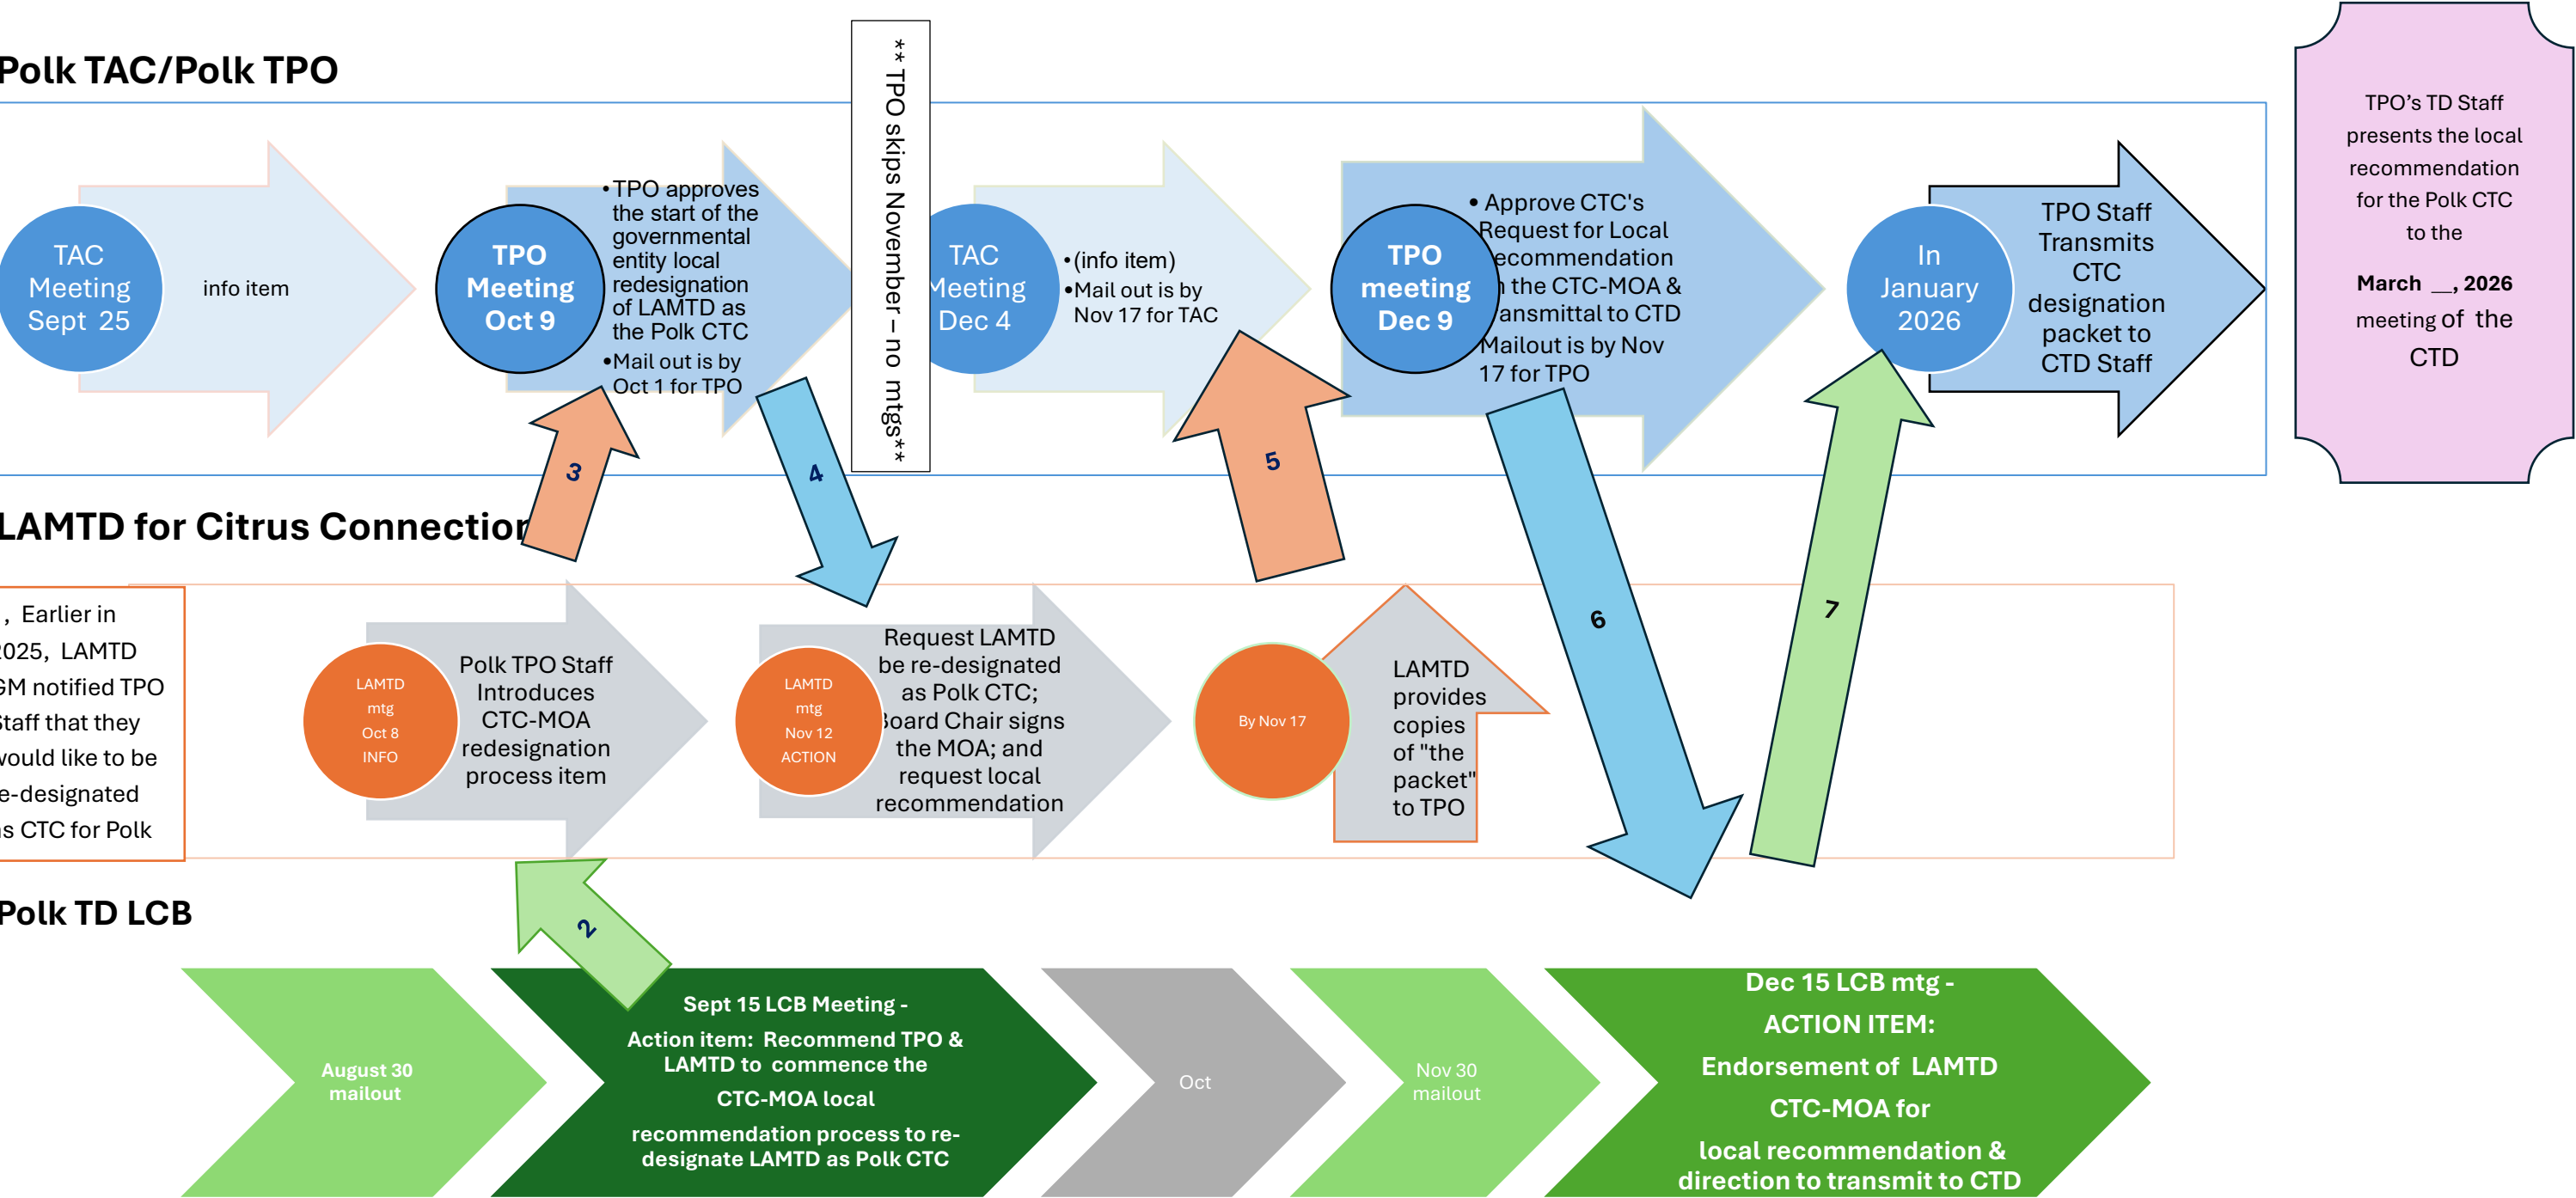 Polk TAC/Polk TPO
TAC
Meeting
Sept 25
info item
TPO
Meeting
Oct 9
•TPO approves
the start of the
governmental
entity local
redesignation
of LAMTD as
the Polk CTC
•Mail out is by
Oct 1 for TPO
** TPO skips November – no mtgs**
TAC
Meeting
Dec 4
•(info item)
•Mail out is by
Nov 17 for TAC
TPO
meeting
Dec 9
• Approve CTC's
Request for Local
ecommendation
the CTC-MOA &
ansmittal to CTD
Mailout is by Nov
17 for TPO
In
January
2026
TPO Staff
Transmits
CTC
designation
packet to
CTD Staff
TPO’s TD Staff
presents the local
recommendation
for the Polk CTC
to the
March __, 2026
meeting of the
CTD
3
4
5
6
7
LAMTD for Citrus Connection
, Earlier in
2025, LAMTD
GM notified TPO
Staff that they
would like to be
e-designated
as CTC for Polk
LAMTD
mtg
Oct 8
INFO
Polk TPO Staff
Introduces
CTC-MOA
redesignation
process item
LAMTD
mtg
Nov 12
ACTION
Request LAMTD
be re-designated
as Polk CTC;
Board Chair signs
the MOA; and
request local
recommendation
By Nov 17
LAMTD
provides
copies
of "the
packet"
to TPO
Polk TD LCB
2
August 30
mailout
Sept 15 LCB Meeting -
Action item: Recommend TPO &
LAMTD to commence the
CTC-MOA local
recommendation process to re-
designate LAMTD as Polk CTC
Oct
Nov 30
mailout
Dec 15 LCB mtg -
ACTION ITEM:
Endorsement of LAMTD
CTC-MOA for
local recommendation &
direction to transmit to CTD